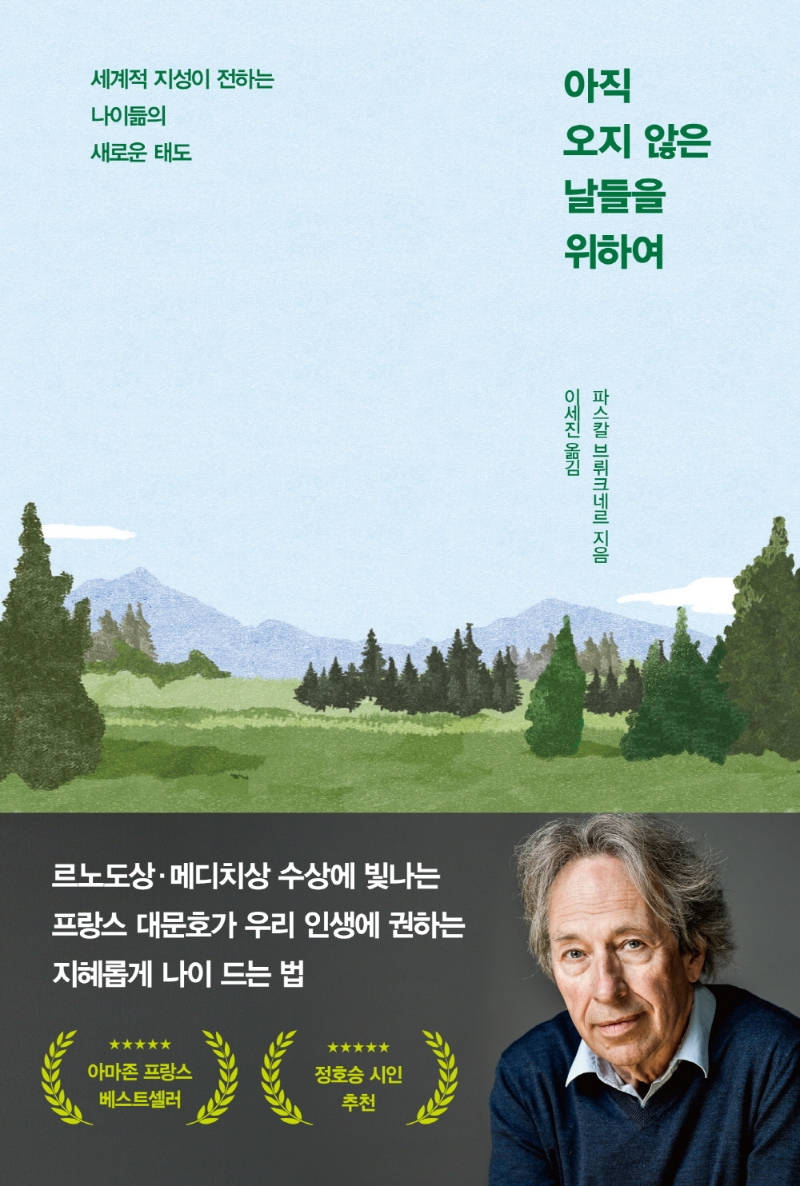 세계적 지성이 전하는
나이듦의
새로운 태도
아직
오지 않은
날들을
위하여
파스칼 브뤼크네르 지음
이세진 옮김
르노도상·메디치상 수상에 빛나는
프랑스 대문호가 우리 인생에 권하는
지혜롭게 나이 드는 법
★★★★★
아마존 프랑스
베스트셀러
★★★★★
정호승 시인
추천